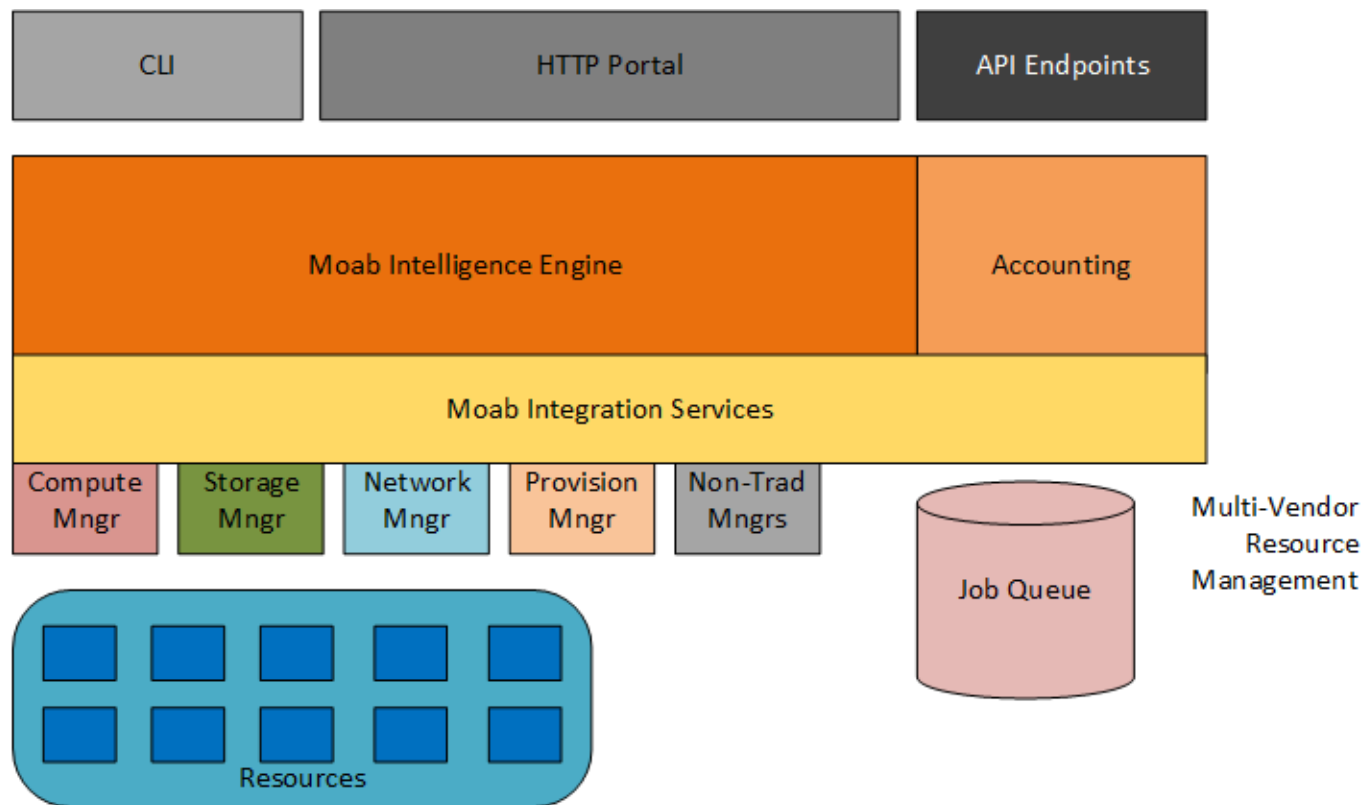 CLI
HTTP Portal
API Endpoints
Moab Intelligence Engine
Accounting
Moab Integration Services
Compute
Mngr
Storage
Mngr
Network
Mngr
Provision
Mngr
Non-Trad
Mngrs
Job Queue
Multi-Vendor
Resource
Management
Resources